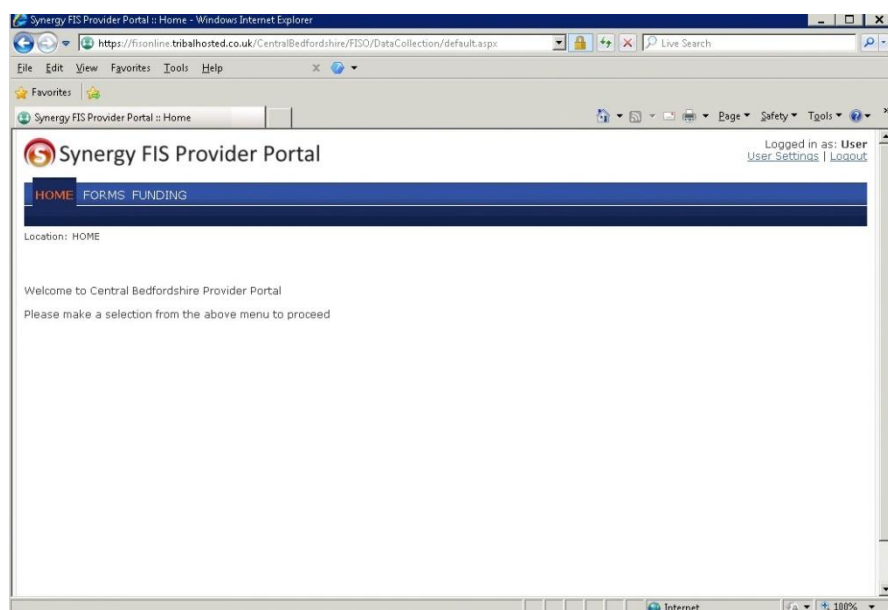 Synergy FIS Provider Portal :: Home - Windows Internet Explorer
https://fisonline.tribalhosted.co.uk/CentralBedfordshire/FISO/DataCollection/default.aspx
Live Search
File Edit View Favorites Tools Help
Favorites
Synergy FIS Provider Portal :: Home
Page Safety Tools
Synergy FIS Provider Portal
Logged in as: User
User Settings | Logout
HOME FORMS FUNDING
Location: HOME
Welcome to Central Bedfordshire Provider Portal
Please make a selection from the above menu to proceed
Internet 100%